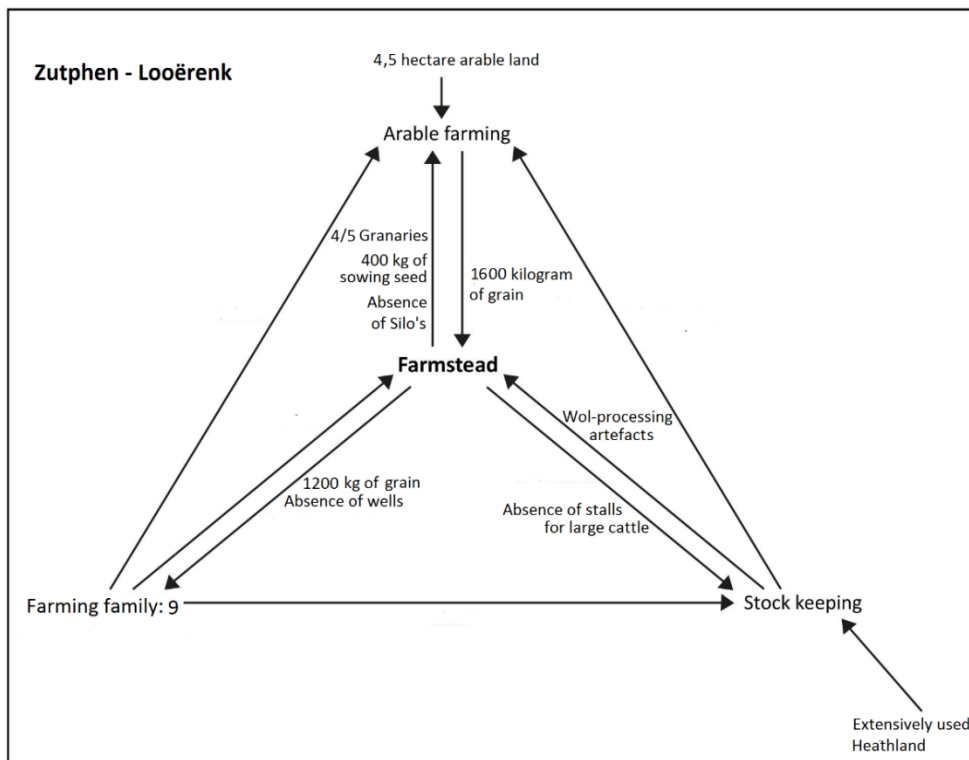 Zutphen - Looërenk
4,5 hectare arable land
Arable farming
4/5 Granaries
400 kg of
sowing seed
Absence
of Silo's
1600 kilogram
of grain
Farmstead
Wol-processing
artefacts
1200 kg of grain
Absence of wells
Absence of stalls
for large cattle
Farming family: 9
Stock keeping
Extensively used
Heathland